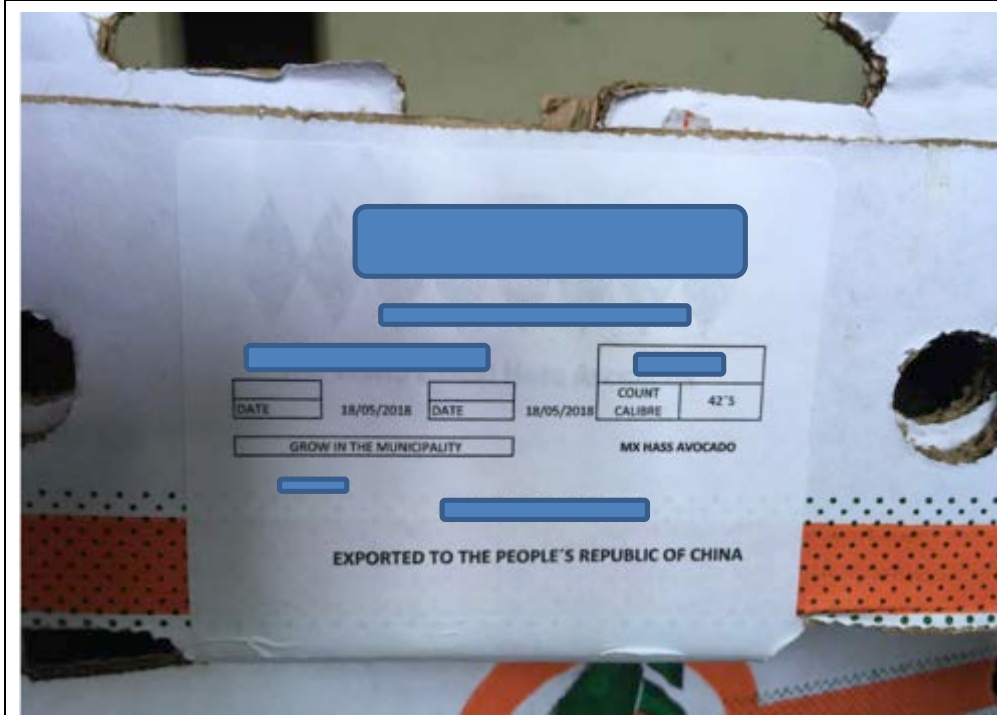 COUNT
CALIBRE 42´S
DATE 18/05/2018 DATE 18/05/2018
GROW IN THE MUNICIPALITY MX HASS AVOCADO
EXPORTED TO THE PEOPLE´S REPUBLIC OF CHINA